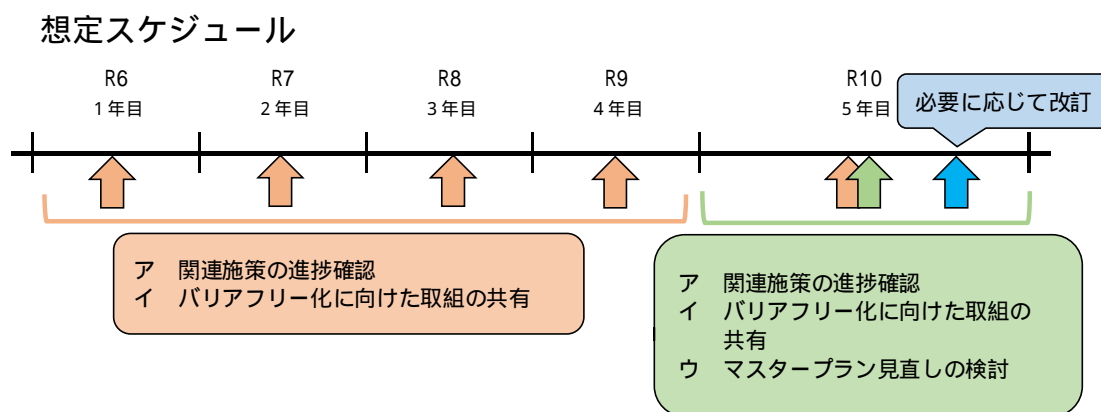 想定スケジュール
R6
1年目
R7
2年目
R8
3年目
R9
4年目
R10
5年目
必要に応じて改訂
ア 関連施策の進捗確認
イ バリアフリー化に向けた取組の共有
ア 関連施策の進捗確認
イ バリアフリー化に向けた取組の
共有
ウ マスタープラン見直しの検討